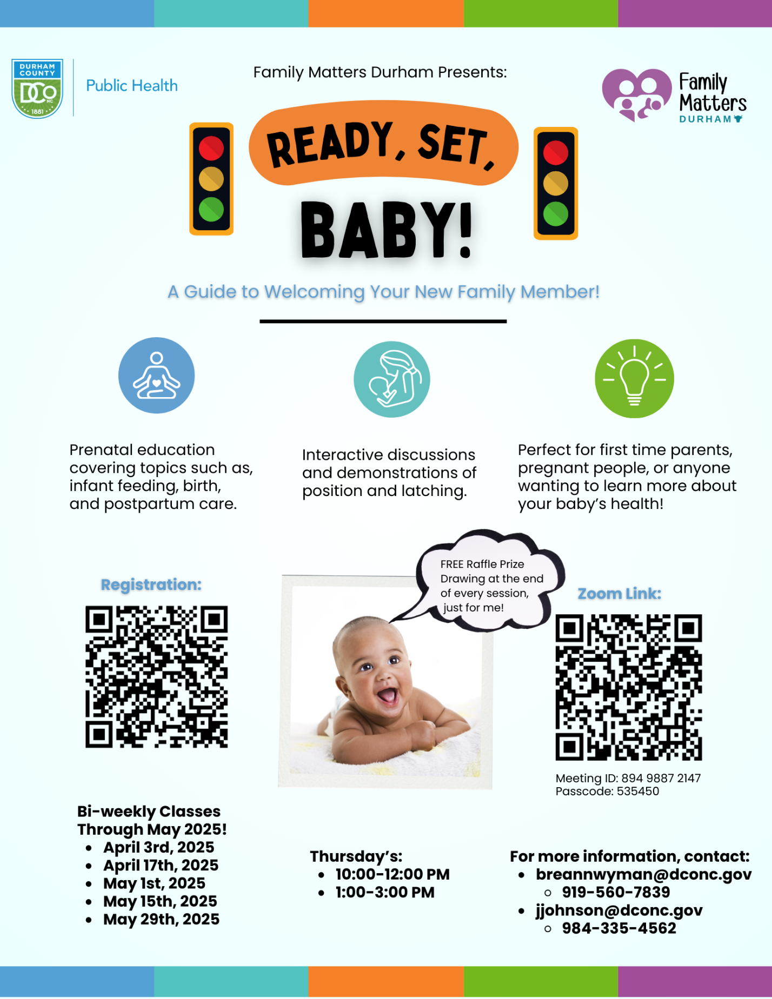 DURHAM
COUNTY
DCo
NC
1881
Public Health
Family Matters Durham Presents:
Family
Matters
DURHAM
READY, SET,
BABY!
A Guide to Welcoming Your New Family Member!
Prenatal education
covering topics such as,
infant feeding, birth,
and postpartum care.
Interactive discussions
and demonstrations of
position and latching.
Perfect for first time parents,
pregnant people, or anyone
wanting to learn more about
your baby's health!
FREE Raffle Prize
Drawing at the end
of every session,
just for me!
Registration:
Zoom Link:
Meeting ID: 894 9887 2147
Passcode: 535450
Bi-weekly Classes
Through May 2025!
• April 3rd, 2025
• April 17th, 2025
• May 1st, 2025
• May 15th, 2025
• May 29th, 2025
Thursday's:
• 10:00-12:00 PM
• 1:00-3:00 PM
For more information, contact:
• breannwyman@dconc.gov
○ 919-560-7839
• jjohnson@dconc.gov
○ 984-335-4562